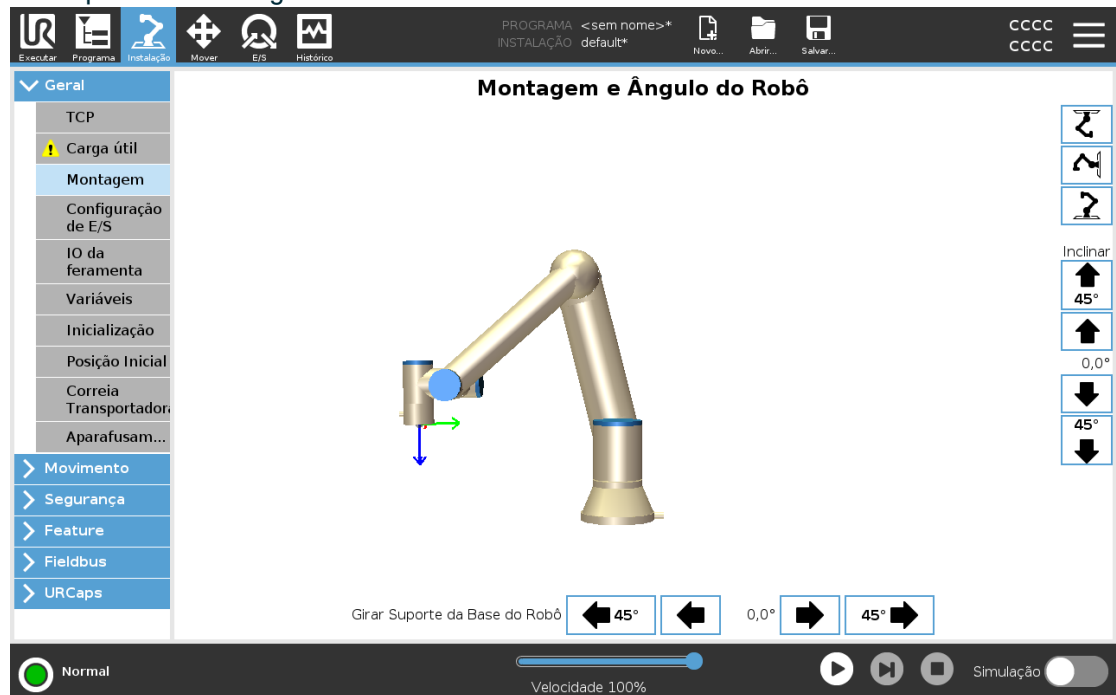 PROGRAMA <sem nome>*
INSTALAÇÃO default*
CCCC
CCCC
Executar
Programa
Instalação
Mover
E/S
Histórico
Novo...
Abrir...
Salvar...
Geral
TCP
Carga útil
Montagem
Configuração
de E/S
IO da
feramenta
Variáveis
Inicialização
Posição Inicial
Correia
Transportadora
Aparafusam...
Movimento
Segurança
Feature
Fieldbus
URCaps
Montagem e Ângulo do Robô
Inclinar
45°
0,0°
45°
Girar Suporte da Base do Robô
45°
0,0°
45°
Normal
Velocidade 100%
Simulação